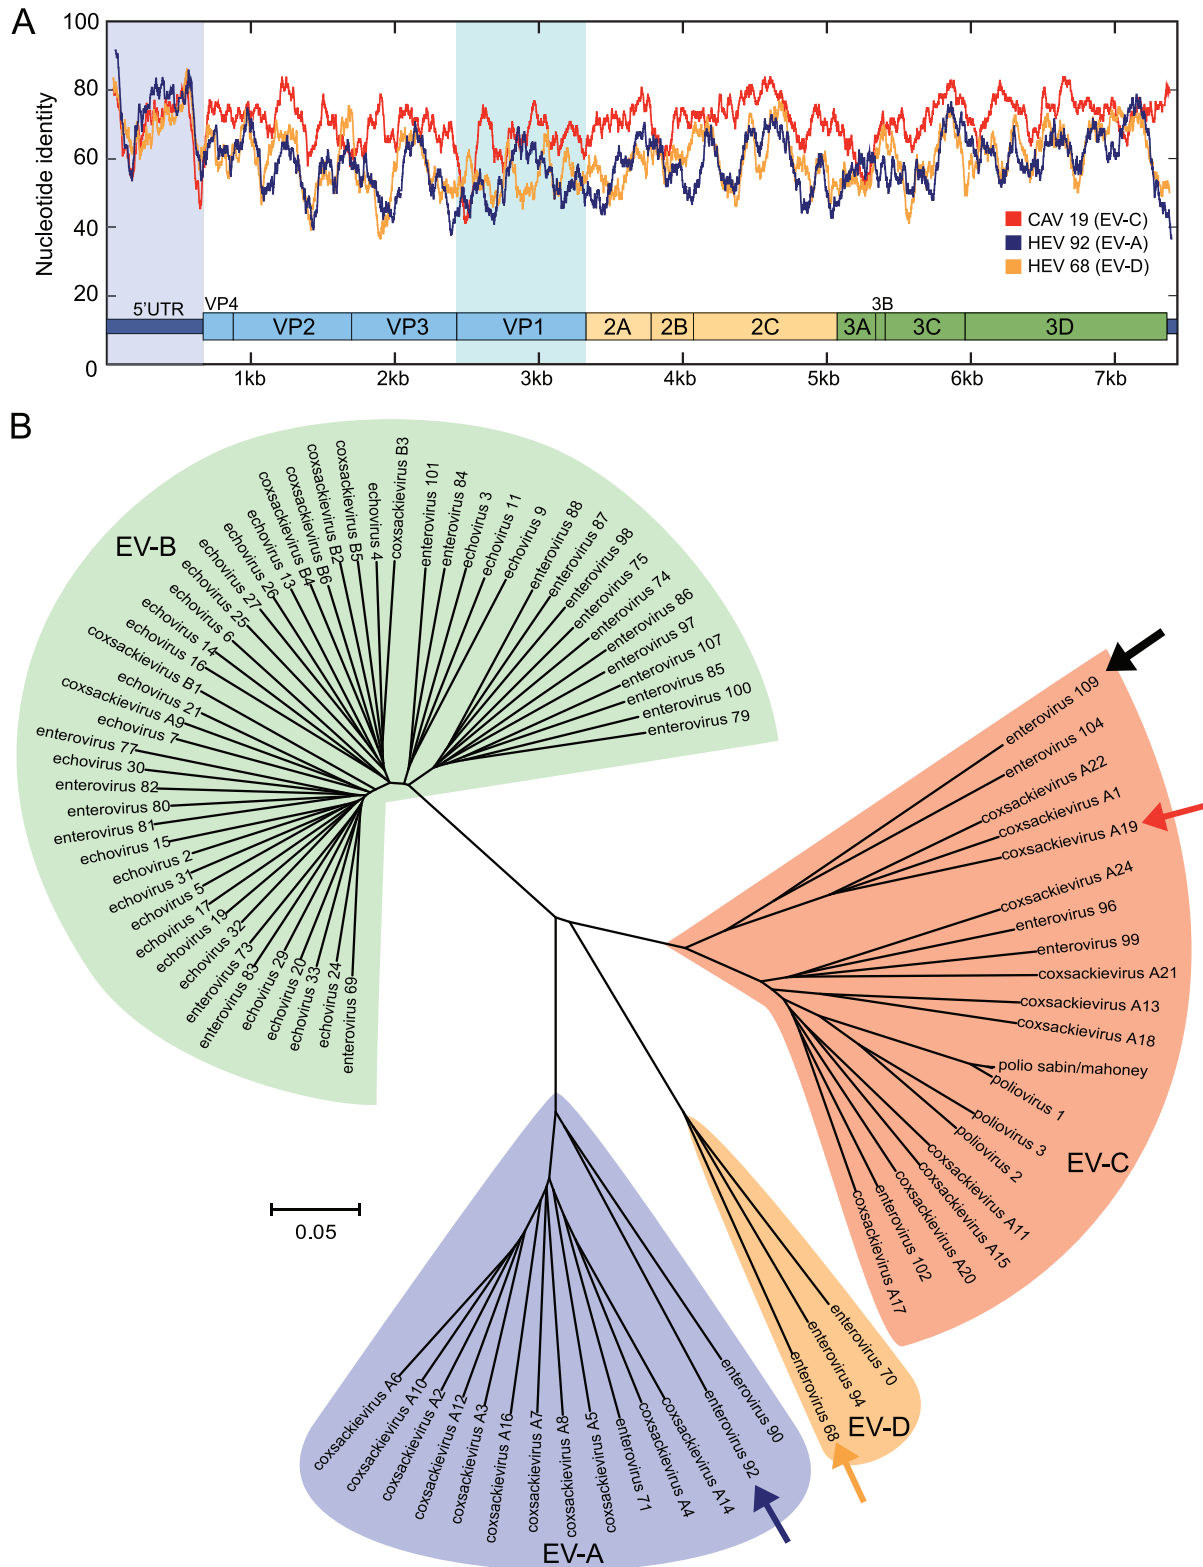 A
100
80
60
40
20
0
Nucleotide identity
CAV 19 (EV-C)
HEV 92 (EV-A)
HEV 68 (EV-D)
5'UTR
VP4
VP2
VP3
VP1
2A
2B
2C
3A
3B
3C
3D
1kb
2kb
3kb
4kb
5kb
6kb
7kb
B
EV-B
enterovirus 69
echovirus 24
echovirus 33
echovirus 20
echovirus 29
enterovirus 83
enterovirus 73
echovirus 32
echovirus 19
echovirus 17
echovirus 5
echovirus 31
echovirus 2
echovirus 15
enterovirus 81
enterovirus 80
enterovirus 82
echovirus 30
enterovirus 77
echovirus 7
coxsackievirus A9
echovirus 21
coxsackievirus B1
echovirus 16
echovirus 14
echovirus 6
echovirus 25
echovirus 27
echovirus 26
echovirus 13
coxsackievirus B4
coxsackievirus B6
coxsackievirus B2
coxsackievirus B5
echovirus 4
coxsackievirus B3
enterovirus 101
enterovirus 84
echovirus 3
echovirus 11
echovirus 9
enterovirus 88
enterovirus 87
enterovirus 98
enterovirus 75
enterovirus 74
enterovirus 86
enterovirus 97
enterovirus 107
enterovirus 85
enterovirus 100
enterovirus 79
enterovirus 109
enterovirus 104
coxsackievirus A22
coxsackievirus A1
coxsackievirus A19
coxsackievirus A24
enterovirus 96
enterovirus 99
coxsackievirus A21
coxsackievirus A13
coxsackievirus A18
polio sabin/mahoney
poliovirus 1
poliovirus 3
poliovirus 2
coxsackievirus A11
coxsackievirus A15
coxsackievirus A20
enterovirus 102
coxsackievirus A17
EV-C
0.05
enterovirus 70
enterovirus 94
enterovirus 68
EV-D
enterovirus 90
enterovirus 92
coxsackievirus A14
coxsackievirus A4
enterovirus 71
coxsackievirus A5
coxsackievirus A8
coxsackievirus A7
coxsackievirus A16
coxsackievirus A3
coxsackievirus A12
coxsackievirus A2
coxsackievirus A10
coxsackievirus A6
EV-A